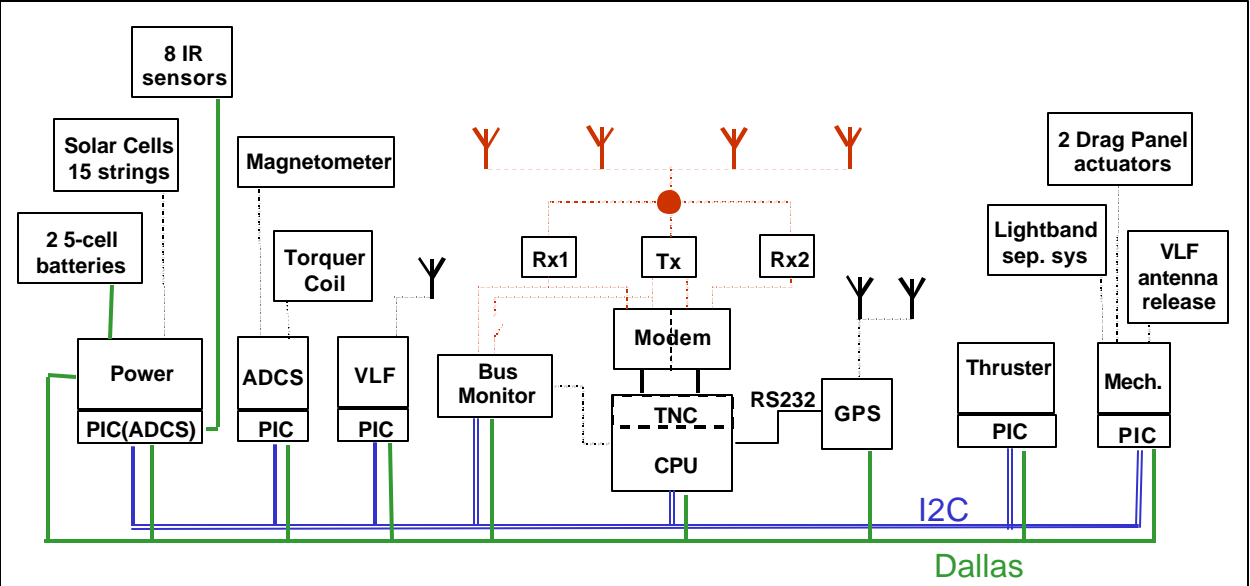 8 IR
sensors
Solar Cells
15 strings
Magnetometer
2 Drag Panel
actuators
2 5-cell
batteries
Torquer
Coil
Rx1
Tx
Rx2
Lightband
sep. sys
VLF
antenna
release
Modem
Power
ADCS
VLF
Bus
Monitor
Thruster
Mech.
PIC(ADCS)
PIC
PIC
TNC
CPU
RS232
GPS
PIC
PIC
I2C
Dallas